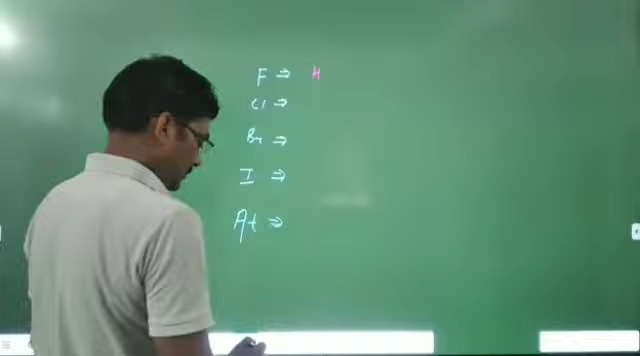 F ⇒ H
Cl ⇒
Br ⇒
I ⇒
At ⇒